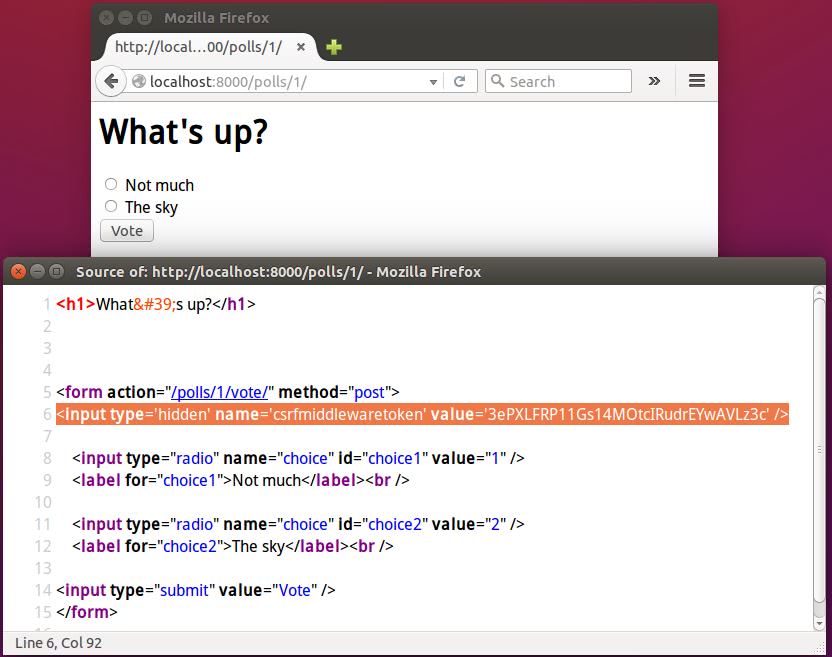 Mozilla Firefox
http://local...00/polls/1/
localhost:8000/polls/1/
Search
What's up?
Not much
The sky
Vote
Source of: http://localhost:8000/polls/1/ - Mozilla Firefox
1 <h1>What&#39;s up?</h1>
2
3
4
5 <form action="/polls/1/vote/" method="post">
6 <input type='hidden' name='csrfmiddlewaretoken' value='3ePXLFRP11Gs14MOtcIRudrEYwAVLz3c' />
7
8 <input type="radio" name="choice" id="choice1" value="1" />
9 <label for="choice1">Not much</label><br />
10
11 <input type="radio" name="choice" id="choice2" value="2" />
12 <label for="choice2">The sky</label><br />
13
14 <input type="submit" value="Vote" />
15 </form>
Line 6, Col 92